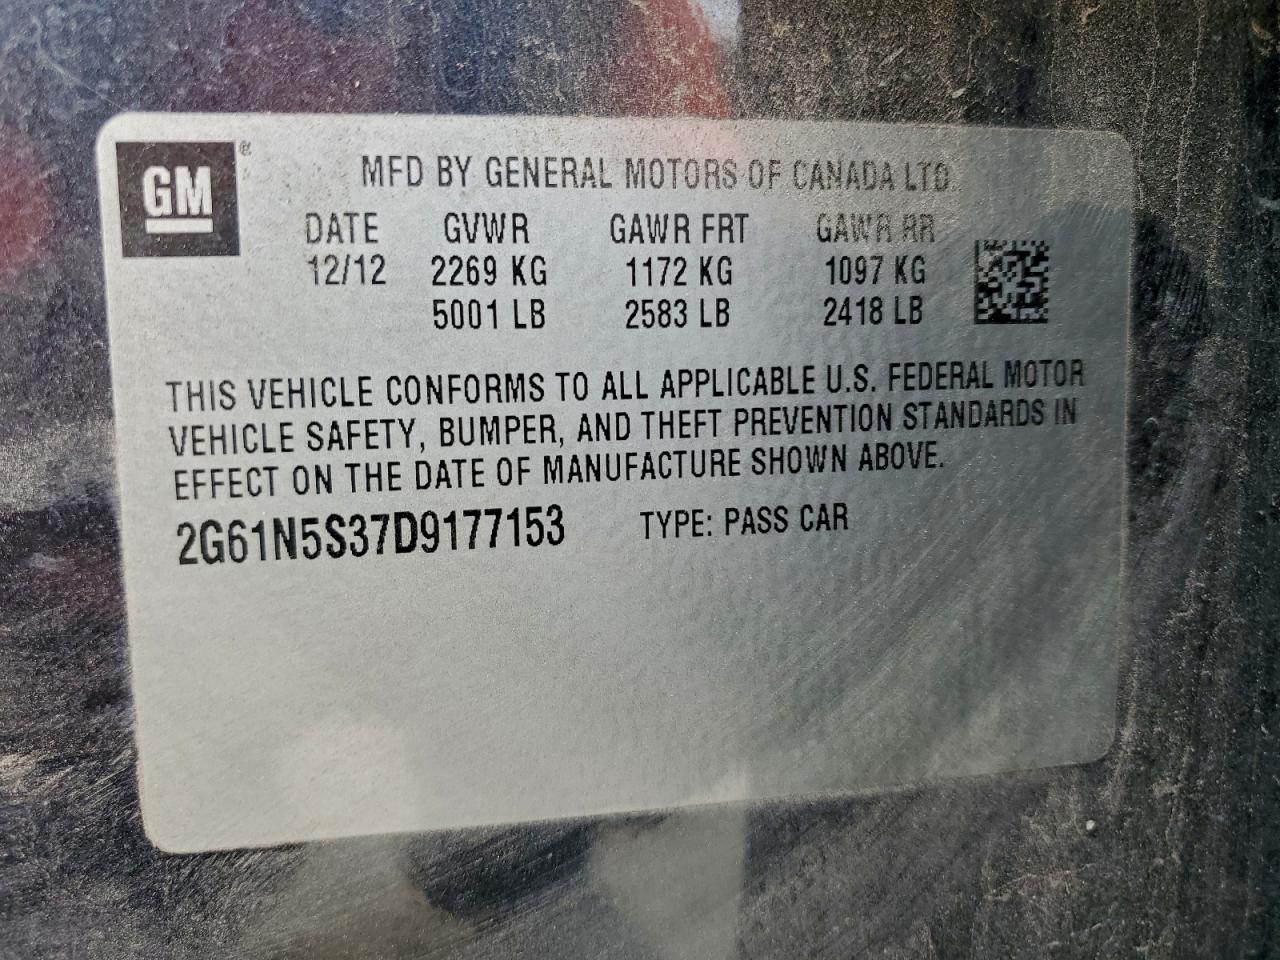 GM ®
MFD BY GENERAL MOTORS OF CANADA LTD.
DATE GVWR GAWR FRT GAWR RR
12/12 2269 KG 1172 KG 1097 KG
5001 LB 2583 LB 2418 LB
THIS VEHICLE CONFORMS TO ALL APPLICABLE U.S. FEDERAL MOTOR
VEHICLE SAFETY, BUMPER, AND THEFT PREVENTION STANDARDS IN
EFFECT ON THE DATE OF MANUFACTURE SHOWN ABOVE.
2G61N5S37D9177153 TYPE: PASS CAR